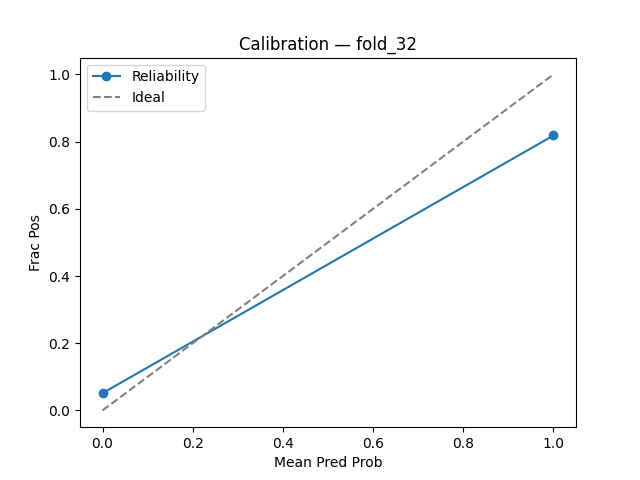 Calibration — fold_32
Reliability
Ideal
Frac Pos
1.0
0.8
0.6
0.4
0.2
0.0
0.0 0.2 0.4 0.6 0.8 1.0
Mean Pred Prob